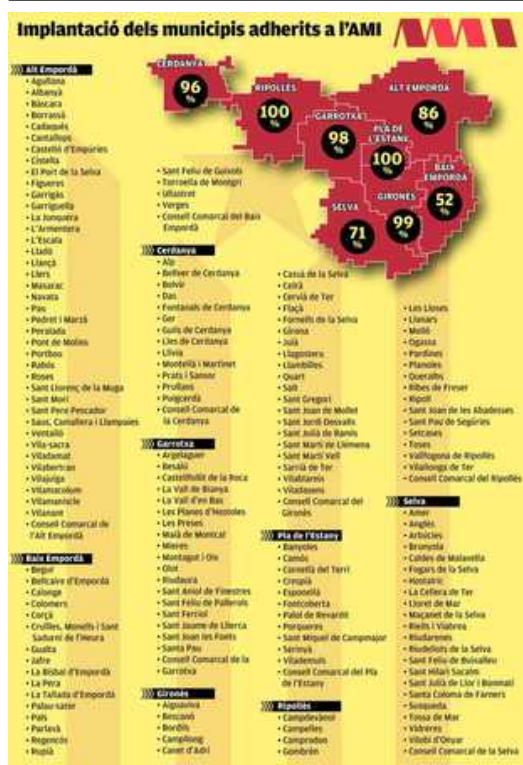 Implantació dels municipis adherits a l'AMI
CERDANYA
96
%
RIPOLLÈS
100
%
GARROTXA
98
%
ALT EMPORDÀ
86
%
PLA DE
L'ESTANY
100
%
BAIX
EMPORDÀ
52
%
GIRONÈS
99
%
SELVA
71
%
Alt Empordà
• Agullana
• Albanyà
• Bàscara
• Borrassà
• Cadaqués
• Cantallops
• Castelló d'Empúries
• Cistella
• El Port de la Selva
• Figueres
• Garrigàs
• Garriguella
• La Jonquera
• L'Armentera
• L'Escala
• Lladó
• Llançà
• Llers
• Masarac
• Navata
• Pau
• Pedret i Marzà
• Peralada
• Pont de Molins
• Portbou
• Rabós
• Roses
• Sant Llorenç de la Muga
• Sant Mori
• Sant Pere Pescador
• Saus, Camallera i Llampaies
• Ventalló
• Vila-sacra
• Viladamat
• Vilabertran
• Vilajuïga
• Vilamacolum
• Vilamaniscle
• Vilanant
• Consell Comarcal de
l'Alt Empordà
Baix Empordà
• Begur
• Bellcaire d'Empordà
• Calonge
• Colomers
• Corçà
• Cruïlles, Monells i Sant
Sadurní de l'Heura
• Gualta
• Jafre
• La Bisbal d'Empordà
• La Pera
• La Tallada d'Empordà
• Palau-sator
• Pals
• Parlavà
• Regencós
• Rupià
• Sant Feliu de Guíxols
• Torroella de Montgrí
• Ullastret
• Verges
• Consell Comarcal del Baix
Empordà
Cerdanya
• Alp
• Bellver de Cerdanya
• Bolvir
• Das
• Fontanals de Cerdanya
• Ger
• Guils de Cerdanya
• Lles de Cerdanya
• Llívia
• Montellà i Martinet
• Prats i Sansor
• Prullans
• Puigcerdà
• Consell Comarcal de
la Cerdanya
Garrotxa
• Argelaguer
• Besalú
• Castellfollit de la Roca
• La Vall de Bianya
• La Vall d'en Bas
• Les Planes d'Hostoles
• Les Preses
• Maià de Montcal
• Mieres
• Montagut i Oix
• Olot
• Riudaura
• Sant Aniol de Finestres
• Sant Feliu de Pallerols
• Sant Ferriol
• Sant Jaume de Llierca
• Sant Joan les Fonts
• Santa Pau
• Consell Comarcal de la
Garrotxa
Gironès
• Aiguaviva
• Bescanó
• Bordils
• Campllong
• Canet d'Adri
• Cassà de la Selva
• Celrà
• Cervià de Ter
• Flaçà
• Fornells de la Selva
• Girona
• Juià
• Llagostera
• Llambilles
• Quart
• Salt
• Sant Gregori
• Sant Joan de Mollet
• Sant Jordi Desvalls
• Sant Julià de Ramis
• Sant Martí de Llémena
• Sant Martí Vell
• Sarrià de Ter
• Vilablareix
• Viladasens
• Consell Comarcal del
Gironès
Pla de l'Estany
• Banyoles
• Camós
• Cornellà del Terri
• Crespià
• Esponellà
• Fontcoberta
• Palol de Revardit
• Porqueres
• Sant Miquel de Campmajor
• Serinyà
• Vilademuls
• Consell Comarcal del Pla
de l'Estany
Ripollès
• Campdevànol
• Campelles
• Camprodon
• Gombrèn
• Les Lloses
• Llanars
• Molló
• Ogassa
• Pardines
• Planoles
• Queralbs
• Ribes de Freser
• Ripoll
• Sant Joan de les Abadesses
• Sant Pau de Segúries
• Setcases
• Toses
• Vallfogona de Ripollès
• Vilallonga de Ter
• Consell Comarcal del Ripollès
Selva
• Amer
• Anglès
• Arbúcies
• Brunyola
• Caldes de Malavella
• Fogars de la Selva
• Hostalric
• La Cellera de Ter
• Lloret de Mar
• Maçanet de la Selva
• Riells i Viabrea
• Riudarenes
• Riudellots de la Selva
• Sant Feliu de Buixalleu
• Sant Hilari Sacalm
• Sant Julià de Llor i Bonmatí
• Santa Coloma de Farners
• Susqueda
• Tossa de Mar
• Vidreres
• Vilobí d'Onyar
• Consell Comarcal de la Selva